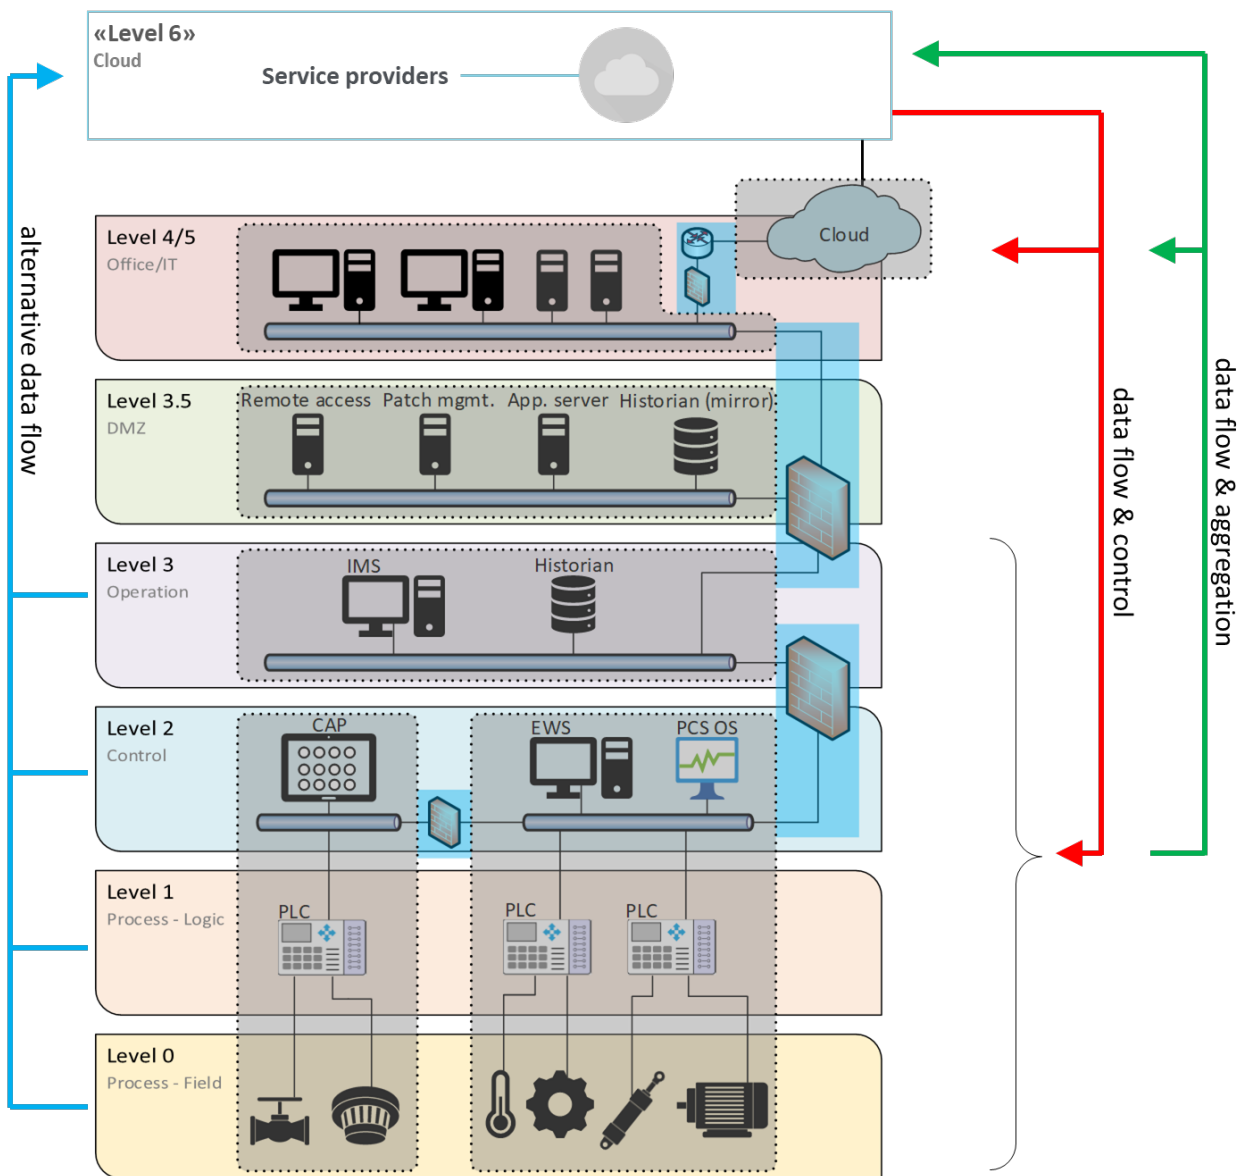 «Level 6»
Cloud
Service providers
Level 4/5
Office/IT
Cloud
Level 3.5
DMZ
Remote access
Patch mgmt.
App. server
Historian (mirror)
Level 3
Operation
IMS
Historian
Level 2
Control
CAP
EWS
PCS OS
Level 1
Process - Logic
PLC
PLC
PLC
Level 0
Process - Field
alternative data flow
data flow & control
data flow & aggregation